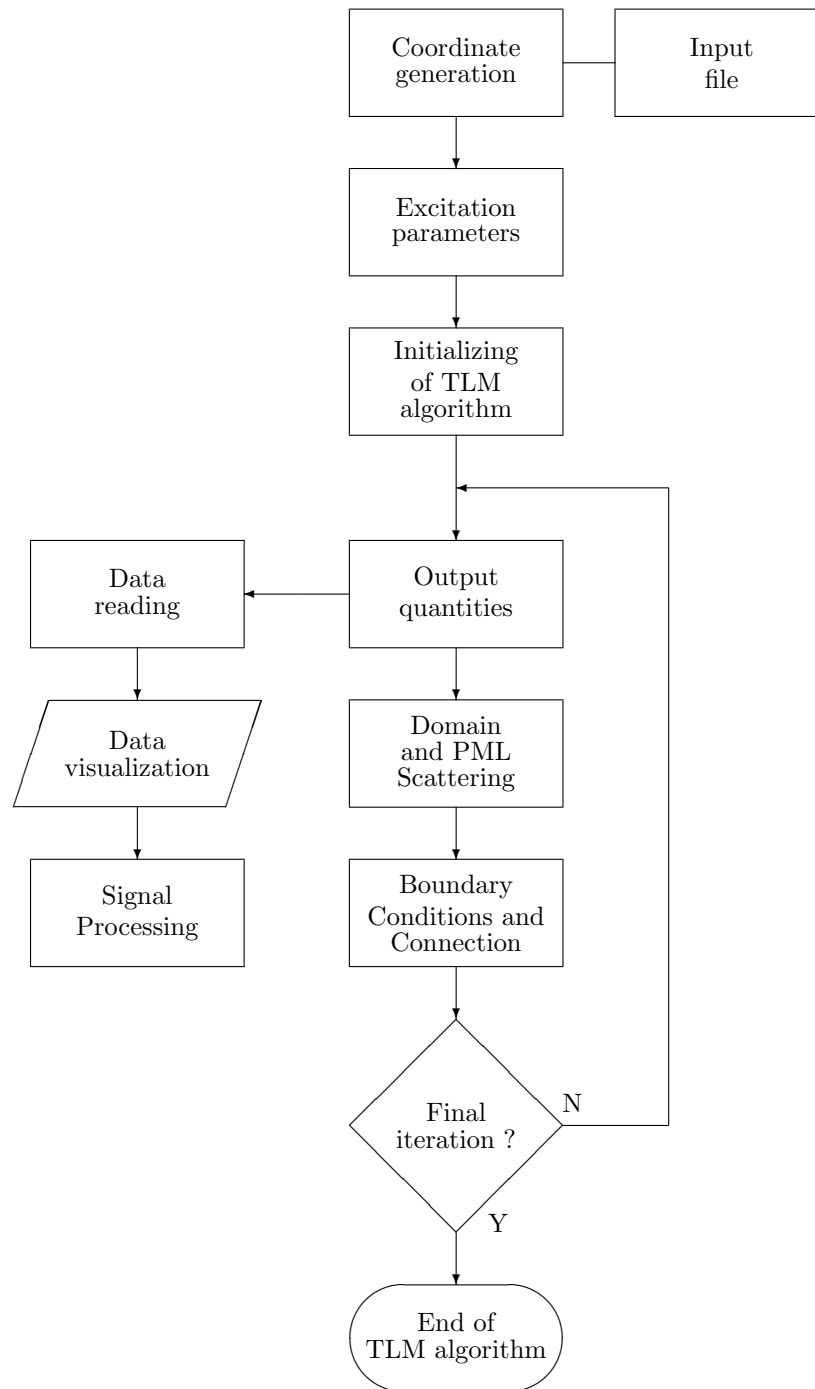 Coordinate
generation
Input
file
Excitation
parameters
Initializing
of TLM
algorithm
Data
reading
Output
quantities
Data
visualization
Domain
and PML
Scattering
Signal
Processing
Boundary
Conditions and
Connection
Final
iteration ?
N
Y
End of
TLM algorithm